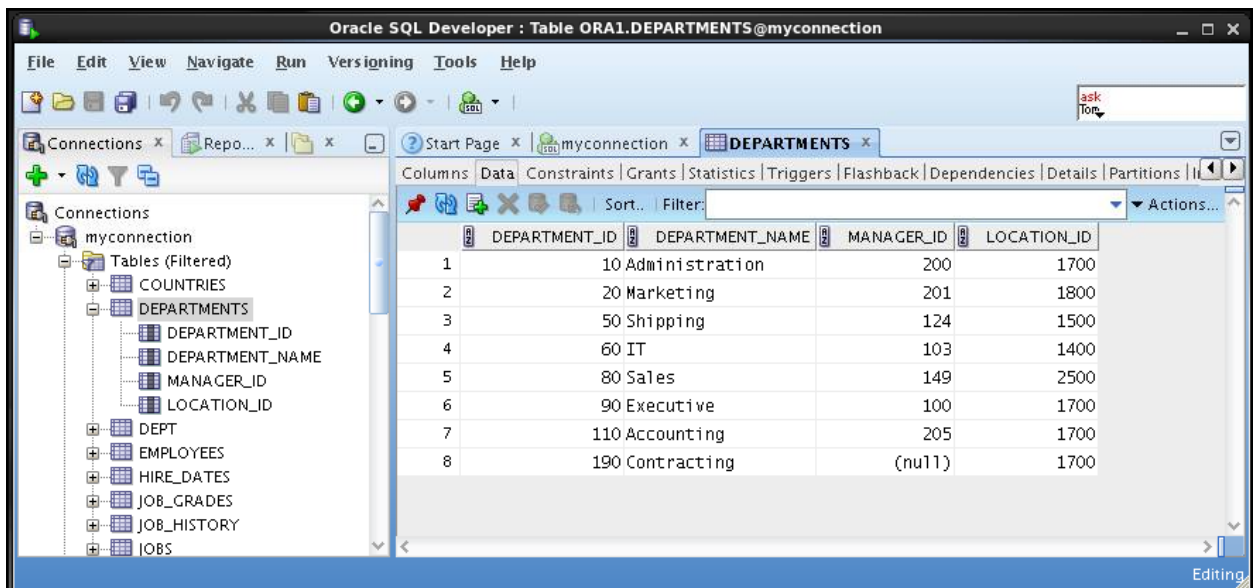 Oracle SQL Developer : Table ORA1.DEPARTMENTS@myconnection
File Edit View Navigate Run Versioning Tools Help
SQL
ask Tom
Connections Repo...
Start Page myconnection DEPARTMENTS
Columns Data Constraints Grants Statistics Triggers Flashback Dependencies Details Partitions
Sort.. Filter: Actions...
Connections
myconnection
Tables (Filtered)
COUNTRIES
DEPARTMENTS
DEPARTMENT_ID
DEPARTMENT_NAME
MANAGER_ID
LOCATION_ID
DEPT
EMPLOYEES
HIRE_DATES
JOB_GRADES
JOB_HISTORY
JOBS
DEPARTMENT_ID DEPARTMENT_NAME MANAGER_ID LOCATION_ID
1 10 Administration 200 1700
2 20 Marketing 201 1800
3 50 Shipping 124 1500
4 60 IT 103 1400
5 80 Sales 149 2500
6 90 Executive 100 1700
7 110 Accounting 205 1700
8 190 Contracting (null) 1700
Editing